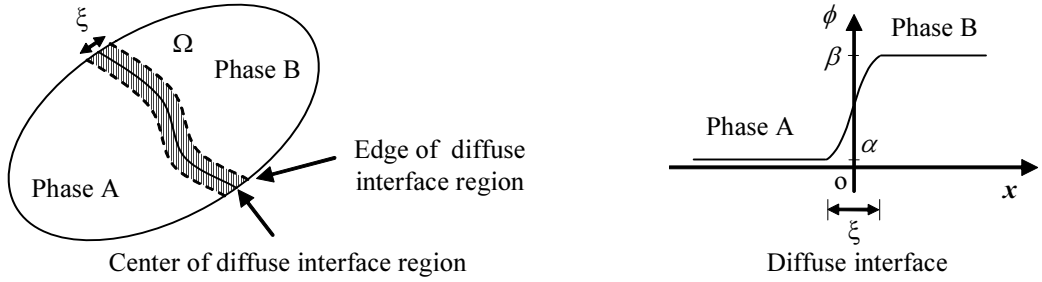 ξ
Ω
Phase B
Phase A
Edge of diffuse
interface region
Center of diffuse interface region
ϕ
Phase B
β
Phase A
α
o
x
ξ
Diffuse interface